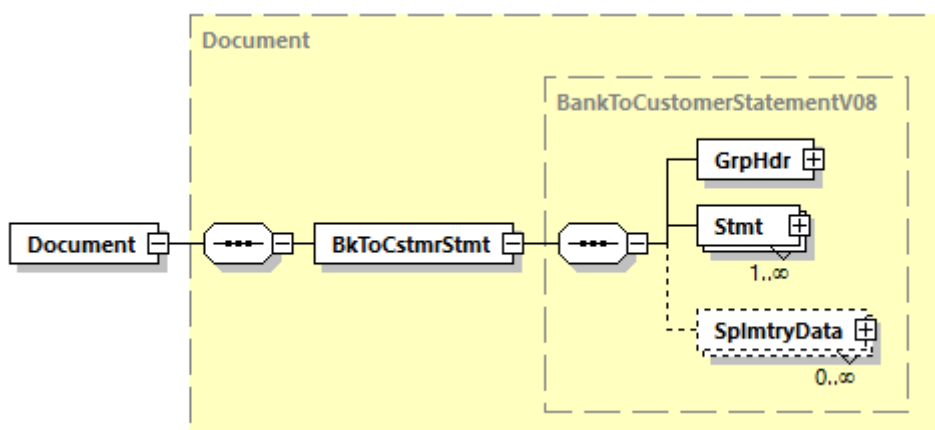 Document
BankToCustomerStatementV08
GrpHdr
Document
BkToCstmrStmt
Stmt
1..∞
SplmtryData
0..∞